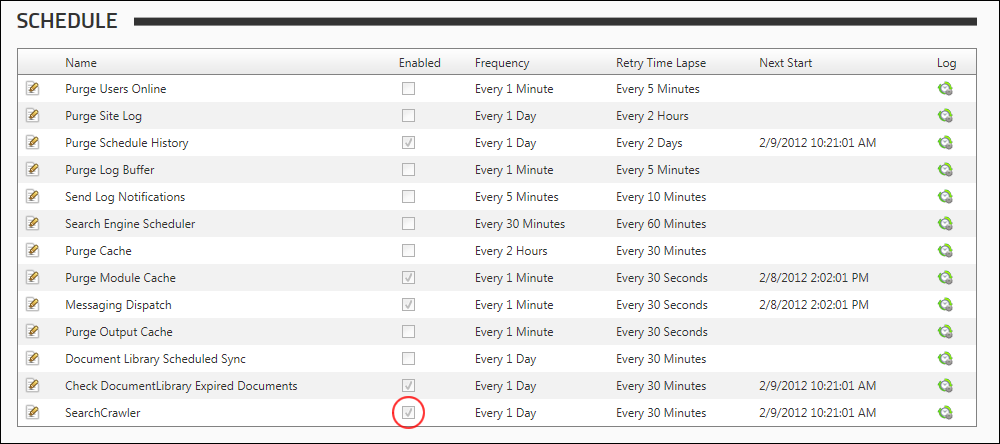 SCHEDULE
Name Enabled Frequency Retry Time Lapse Next Start Log
Purge Users Online Every 1 Minute Every 5 Minutes
Purge Site Log Every 1 Day Every 2 Hours
Purge Schedule History Every 1 Day Every 2 Days 2/9/2012 10:21:01 AM
Purge Log Buffer Every 1 Minute Every 5 Minutes
Send Log Notifications Every 5 Minutes Every 10 Minutes
Search Engine Scheduler Every 30 Minutes Every 60 Minutes
Purge Cache Every 2 Hours Every 30 Minutes
Purge Module Cache Every 1 Minute Every 30 Seconds 2/8/2012 2:02:01 PM
Messaging Dispatch Every 1 Minute Every 30 Seconds 2/8/2012 2:02:01 PM
Purge Output Cache Every 1 Minute Every 30 Seconds
Document Library Scheduled Sync Every 1 Day Every 30 Minutes
Check DocumentLibrary Expired Documents Every 1 Day Every 30 Minutes 2/9/2012 10:21:01 AM
SearchCrawler Every 1 Day Every 30 Minutes 2/9/2012 10:21:01 AM